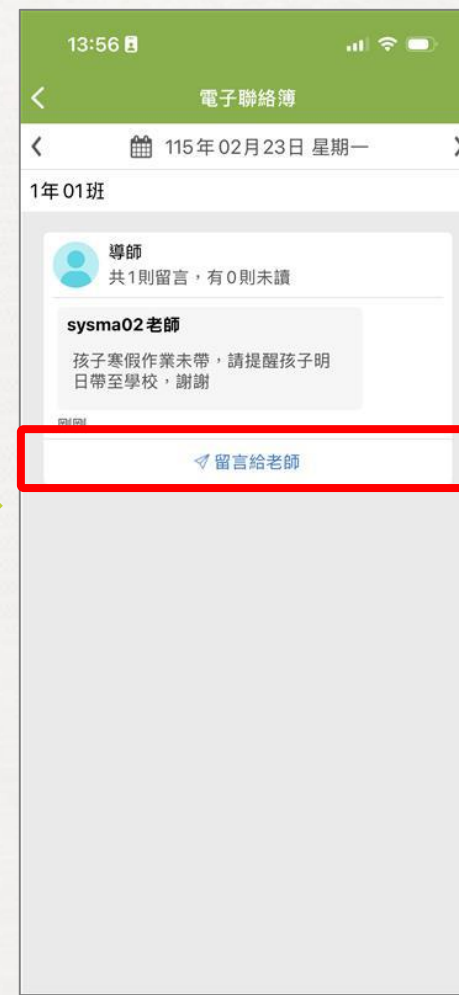 13:56
電子聯絡簿
115年02月23日 星期一
1年01班
導師
共1則留言，有0則未讀
sysma02老師
孩子寒假作業未帶，請提醒孩子明
日帶至學校，謝謝
剛剛
留言給老師